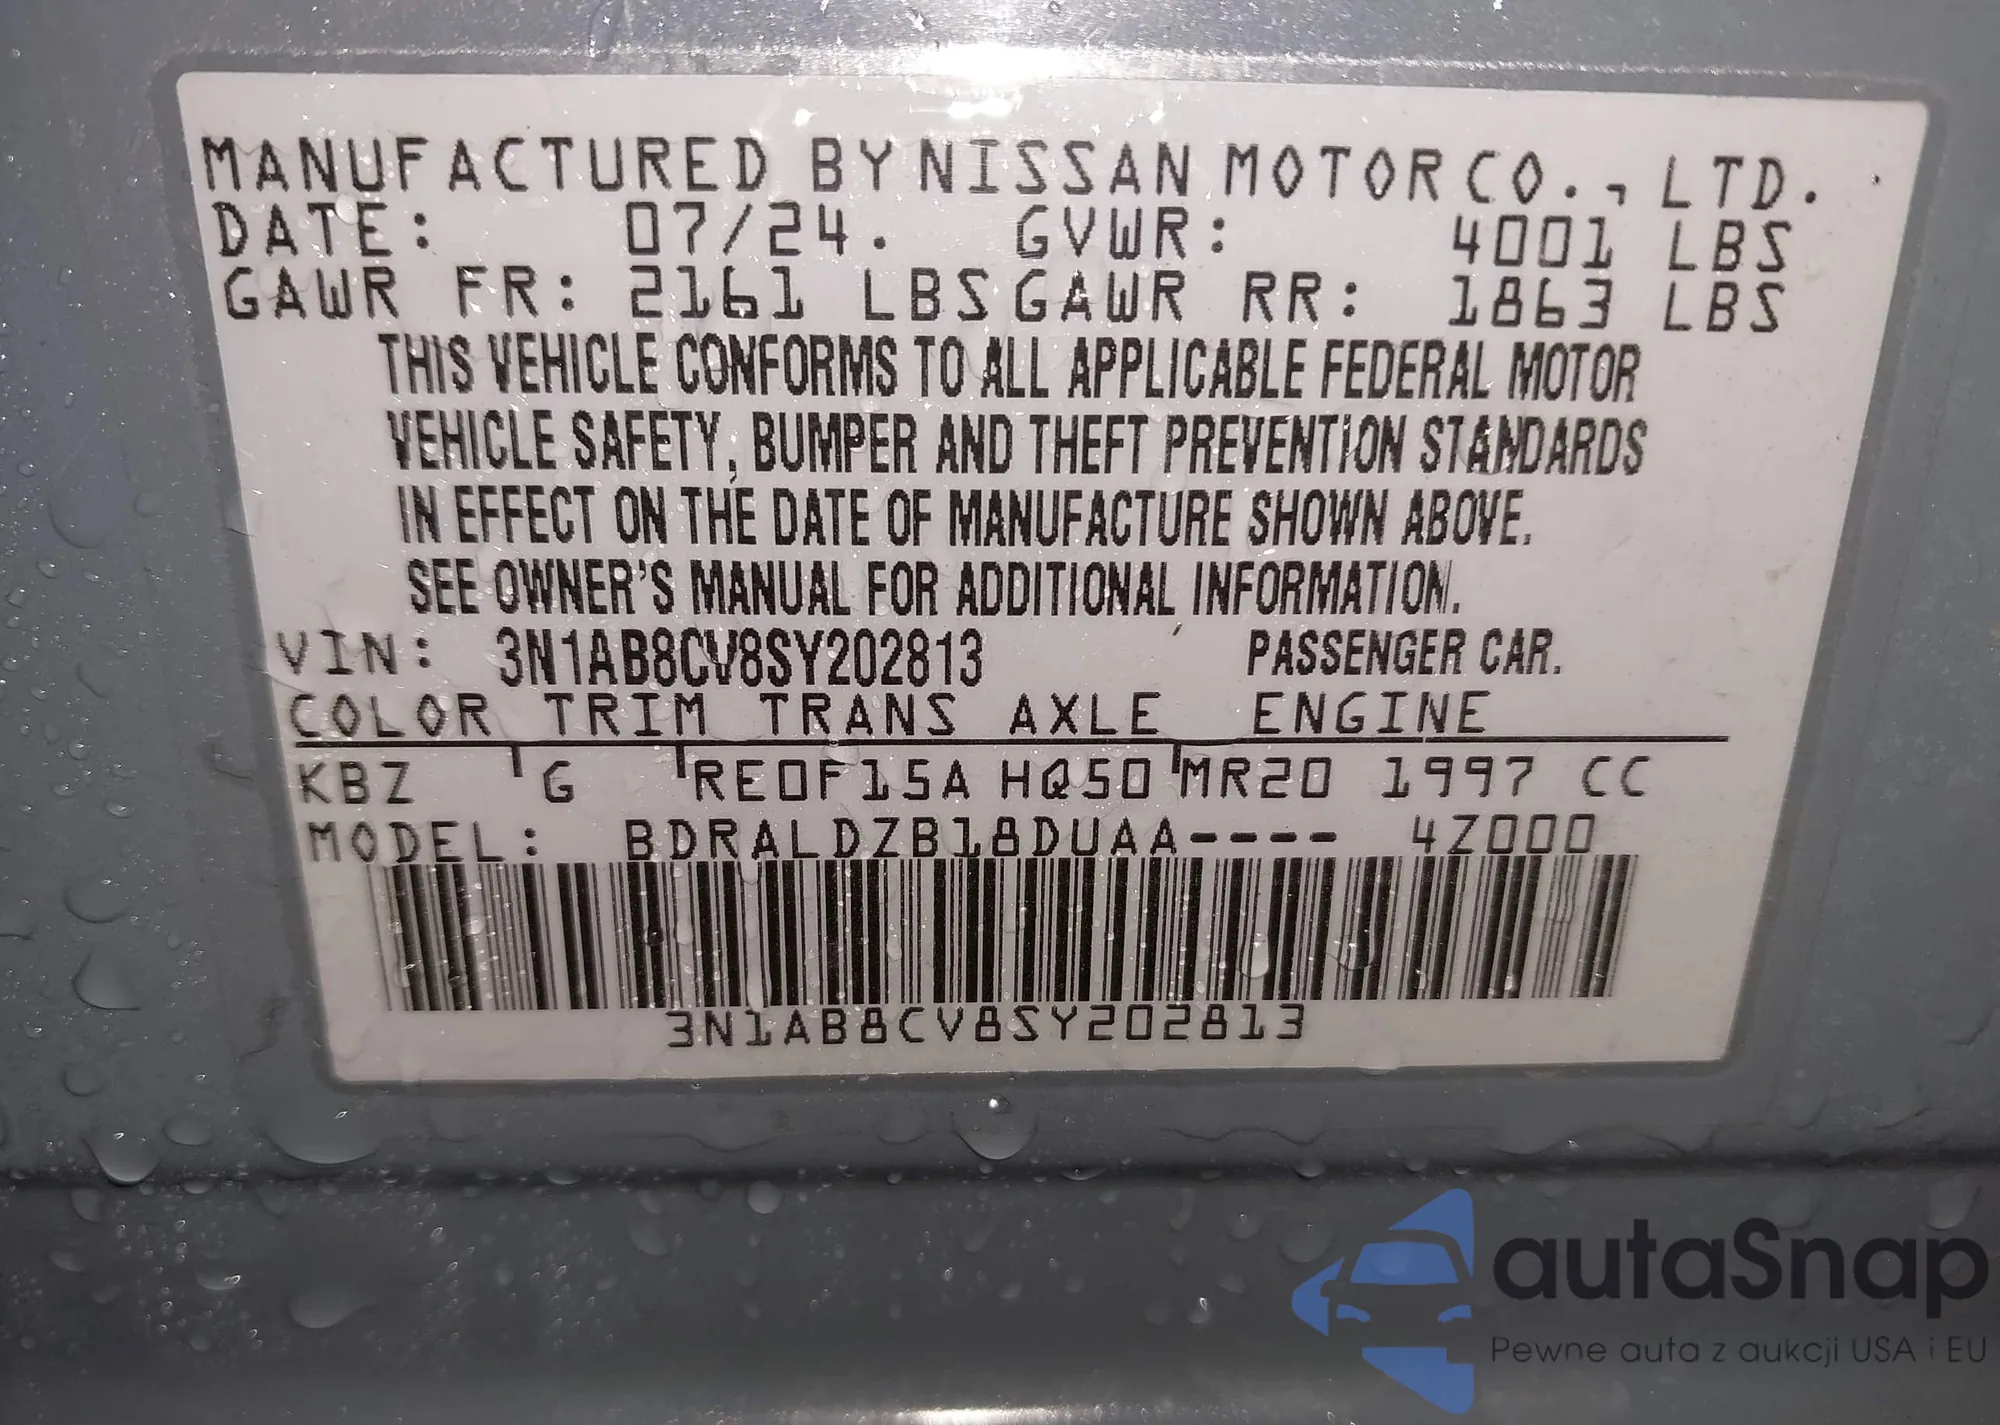 MANUFACTURED BY NISSAN MOTOR CO., LTD.
DATE: 07/24. GVWR: 4001 LBS
GAWR FR: 2161 LBS GAWR RR: 1863 LBS
THIS VEHICLE CONFORMS TO ALL APPLICABLE FEDERAL MOTOR
VEHICLE SAFETY, BUMPER AND THEFT PREVENTION STANDARDS
IN EFFECT ON THE DATE OF MANUFACTURE SHOWN ABOVE.
SEE OWNER'S MANUAL FOR ADDITIONAL INFORMATION.
VIN: 3N1AB8CV8SY202813 PASSENGER CAR.
COLOR TRIM TRANS AXLE ENGINE
KBZ G RE0F15A HQ50 MR20 1997 CC
MODEL: BDRALDZB18DUAA---- 4Z000
3N1AB8CV8SY202813
autoSnap
Pewne auta z aukcji USA i EU